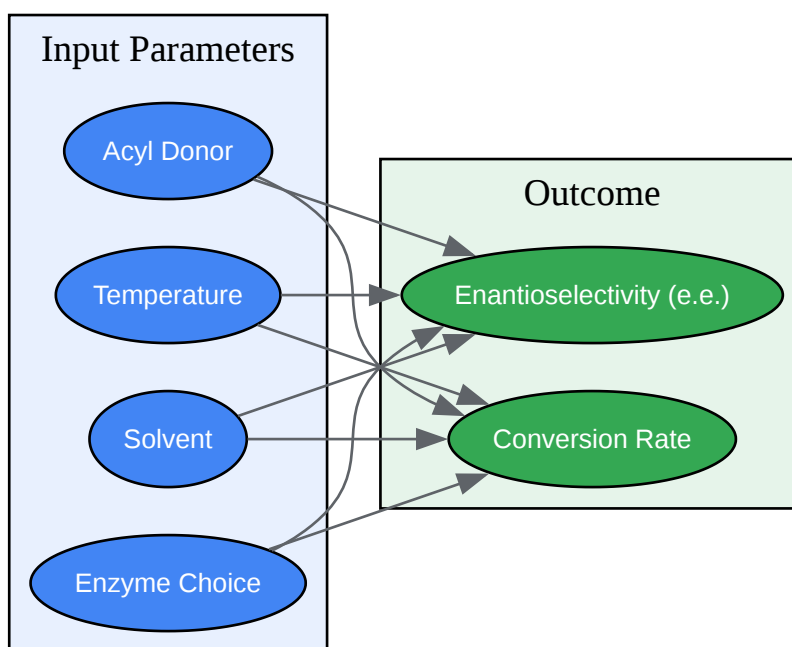 Input Parameters
Acyl Donor
Temperature
Solvent
Enzyme Choice
Outcome
Enantioselectivity (e.e.)
Conversion Rate